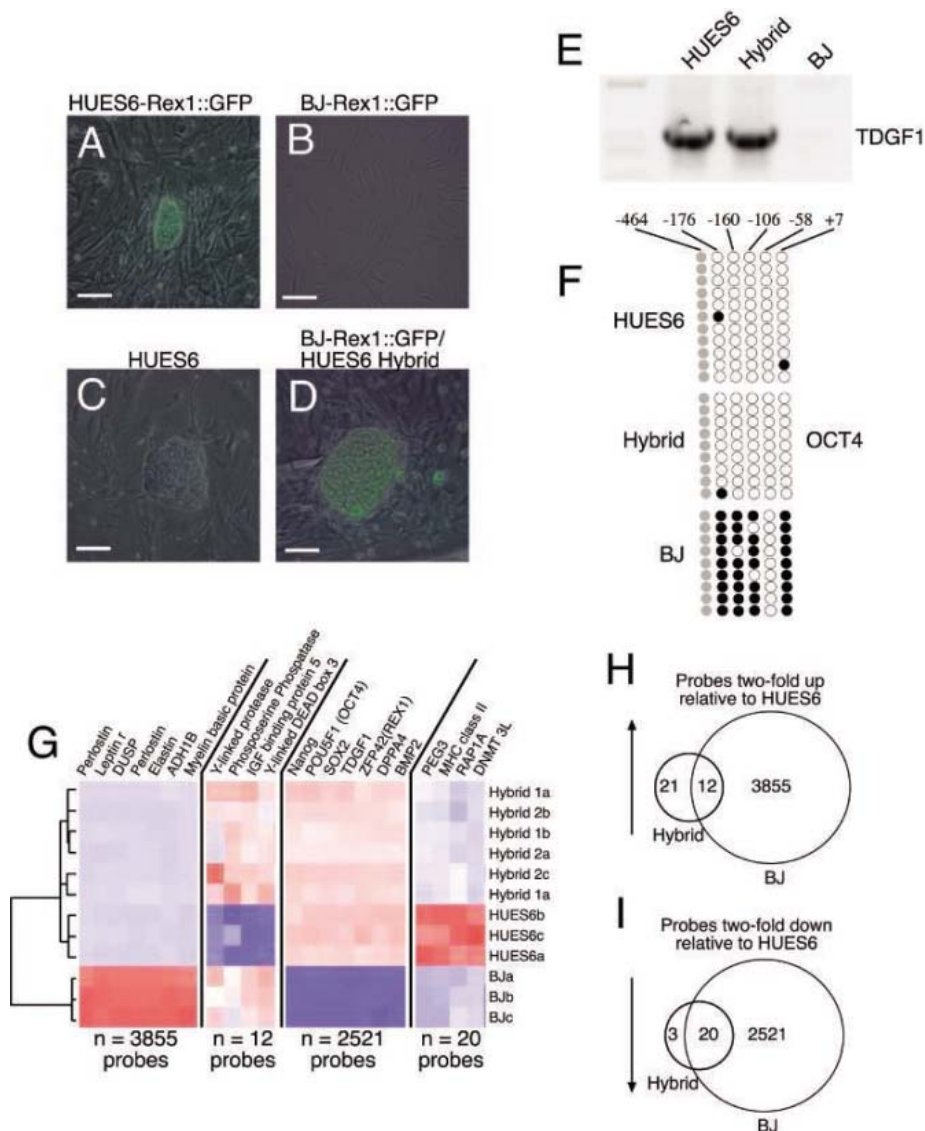 HUES6-Rex1::GFP
BJ-Rex1::GFP
A
B
HUES6
BJ-Rex1::GFP/
HUES6 Hybrid
C
D
E
HUES6
Hybrid
BJ
TDGF1
-464
-176
-160
-106
-58
+7
F
HUES6
Hybrid
OCT4
BJ
G
Periostin
Leptin r
DUSP
Periostin
Elastin
ADH1B
Myelin basic protein
Y-linked protease
Phosposerine Phospatase
IGF binding protein 5
Y-linked DEAD box 3
Nanog
POU5F1 (OCT4)
SOX2
TDGF1
ZFP42(REX1)
DPPA4
BMP2
PEG3
MHC class II
RAP1A
DNMT 3L
Hybrid 1a
Hybrid 2b
Hybrid 1b
Hybrid 2a
Hybrid 2c
Hybrid 1a
HUES6b
HUES6c
HUES6a
BJa
BJb
BJc
n = 3855
probes
n = 12
probes
n = 2521
probes
n = 20
probes
H
Probes two-fold up
relative to HUES6
21
12
3855
Hybrid
BJ
I
Probes two-fold down
relative to HUES6
3
20
2521
Hybrid
BJ